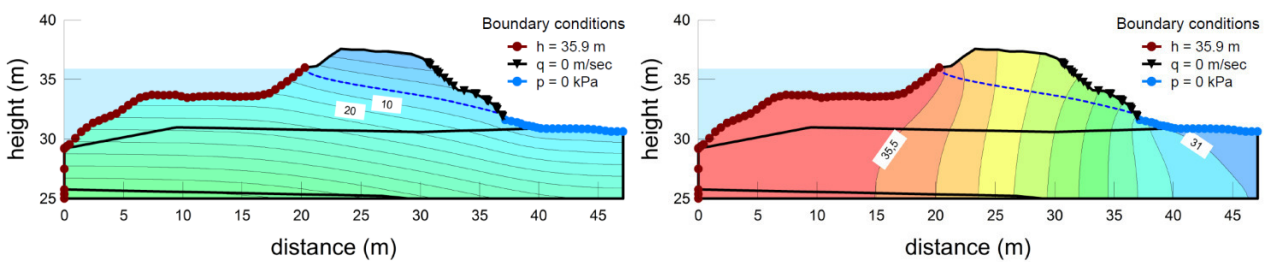 40
35
30
25
height (m)
Boundary conditions
h = 35.9 m
q = 0 m/sec
p = 0 kPa
20
10
0
5
10
15
20
25
30
35
40
45
distance (m)
40
35
30
25
height (m)
Boundary conditions
h = 35.9 m
q = 0 m/sec
p = 0 kPa
35.5
31
0
5
10
15
20
25
30
35
40
45
distance (m)